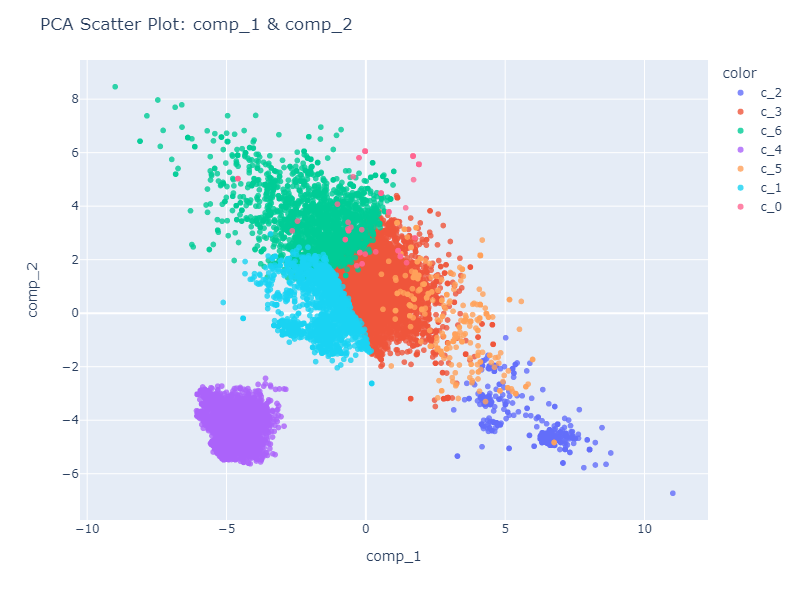 PCA Scatter Plot: comp_1 & comp_2
color
c_2
c_3
c_6
c_4
c_5
c_1
c_0
8
6
4
2
0
−2
−4
−6
comp_2
−10
−5
0
5
10
comp_1